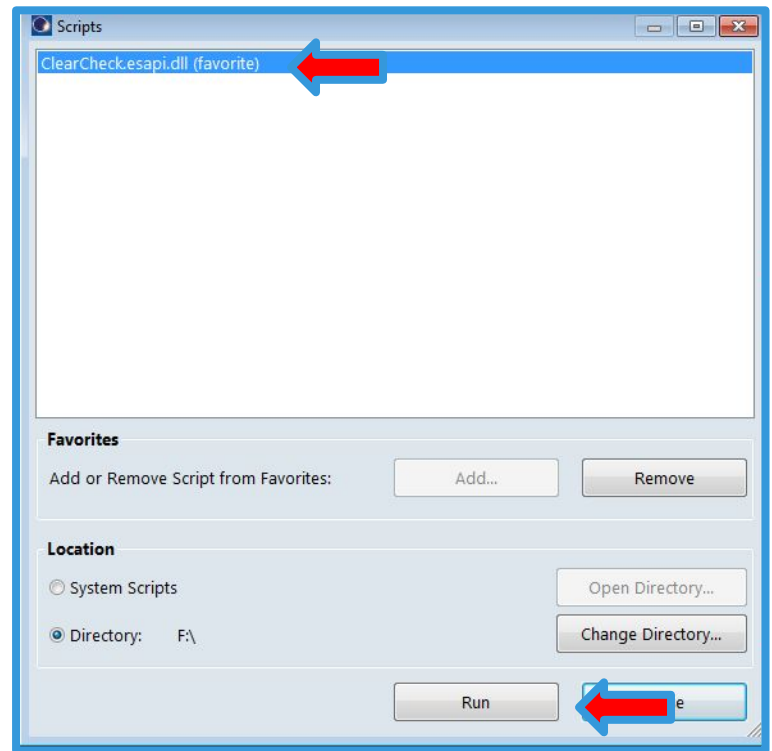 Scripts
ClearCheck.esapi.dll (favorite)
Favorites
Add or Remove Script from Favorites: Add... Remove
Location
System Scripts Open Directory...
Directory: F:\ Change Directory...
Run